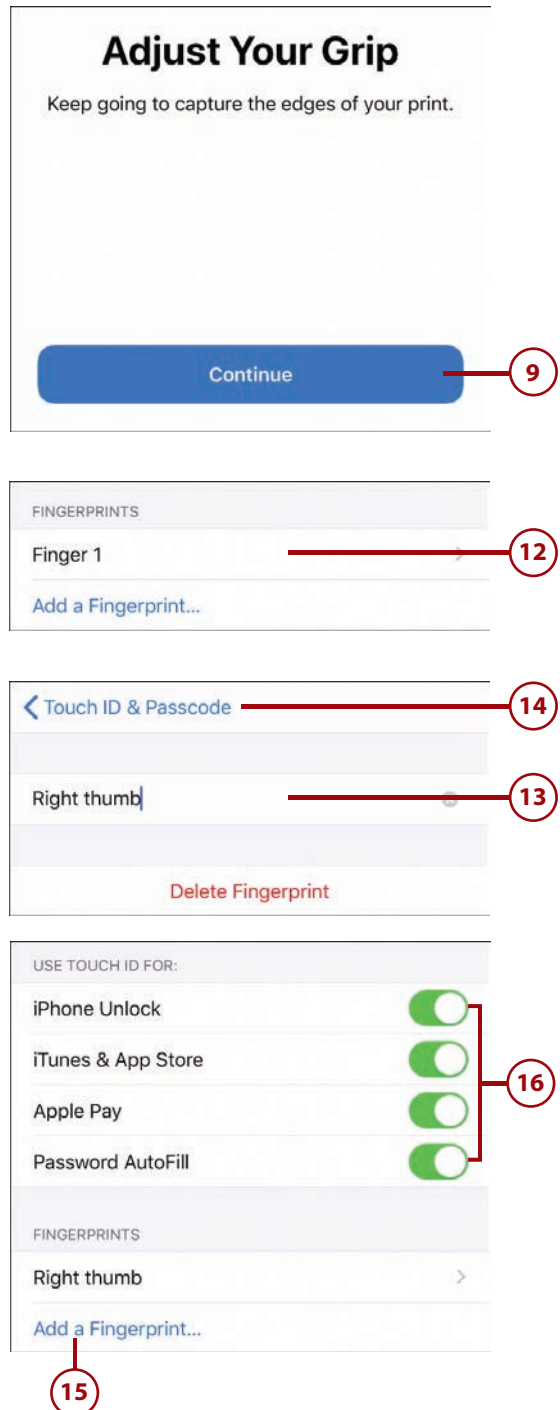 Adjust Your Grip
Keep going to capture the edges of your print.
Continue
9
FINGERPRINTS
Finger 1
12
Add a Fingerprint...
Touch ID & Passcode
14
Right thumb
13
Delete Fingerprint
USE TOUCH ID FOR:
iPhone Unlock
iTunes & App Store
16
Apple Pay
Password AutoFill
FINGERPRINTS
Right thumb
Add a Fingerprint...
15